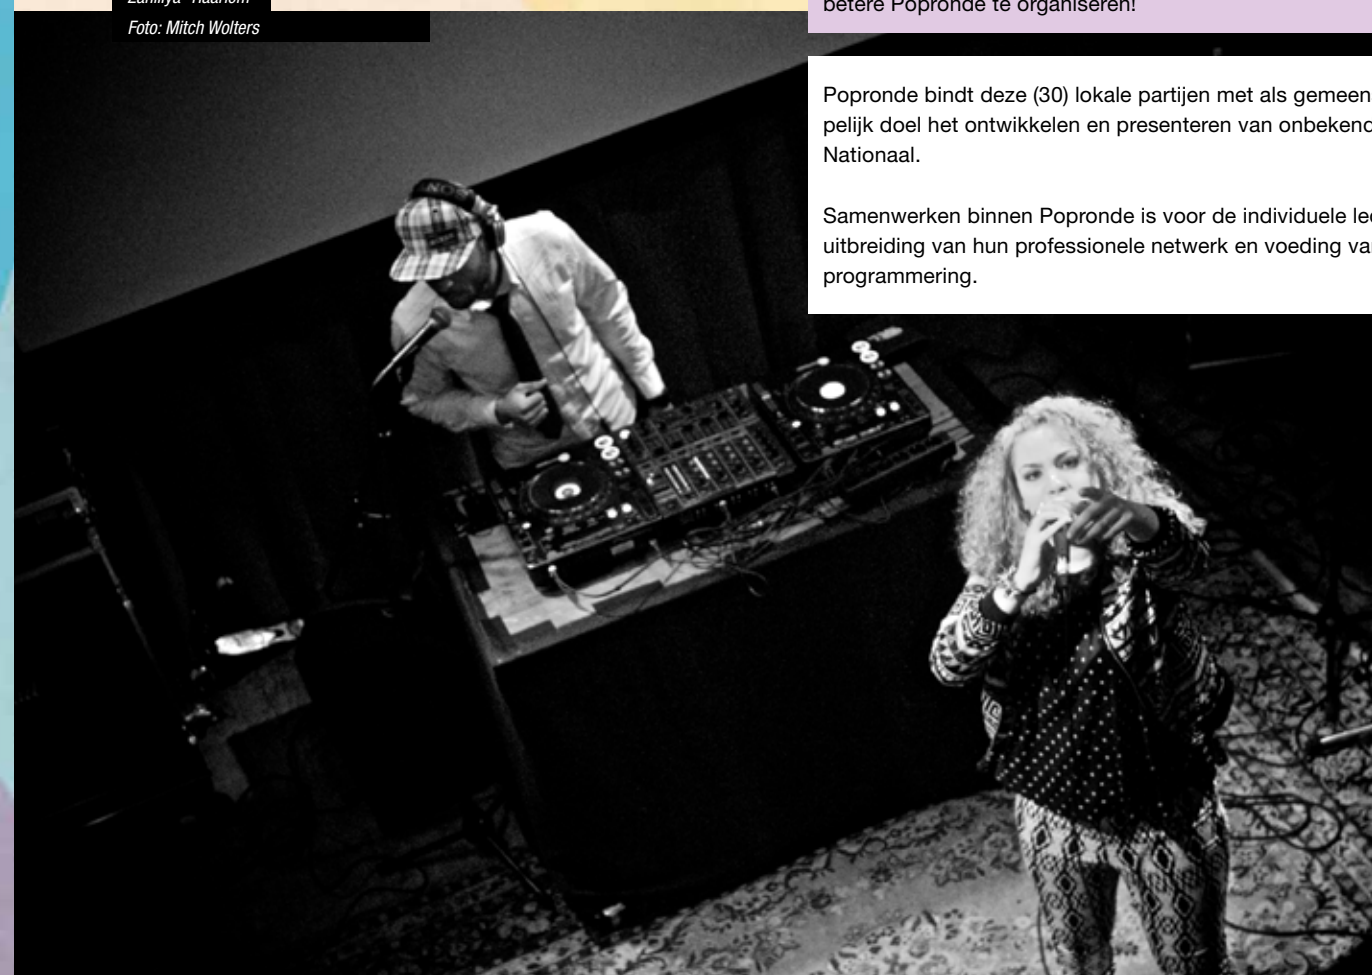 Foto: Mitch Wolters
betere Popronde te organiseren!
Popronde bindt deze (30) lokale partijen met als gemeen
pelijk doel het ontwikkelen en presenteren van onbekend
Nationaal.
Samenwerken binnen Popronde is voor de individuele led
uitbreiding van hun professionele netwerk en voeding va
programmering.